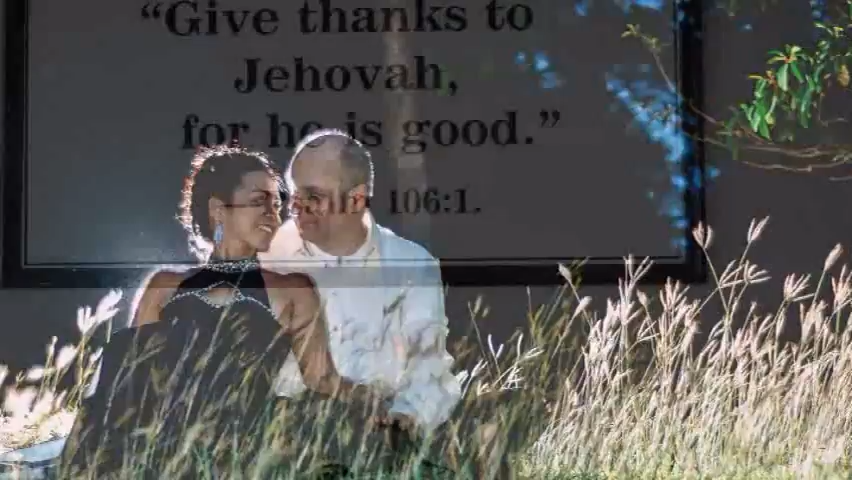 “Give thanks to
Jehovah,
for he is good.”
106:1.